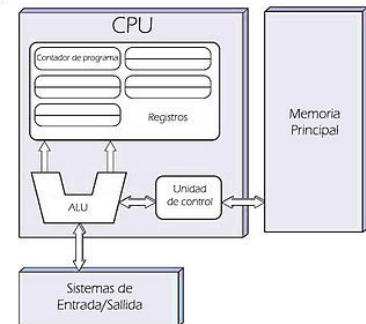 CPU
Contador de programa
Registros
ALU
Unidad
de control
Memoria
Principal
Sistemas de
Entrada/Sallida